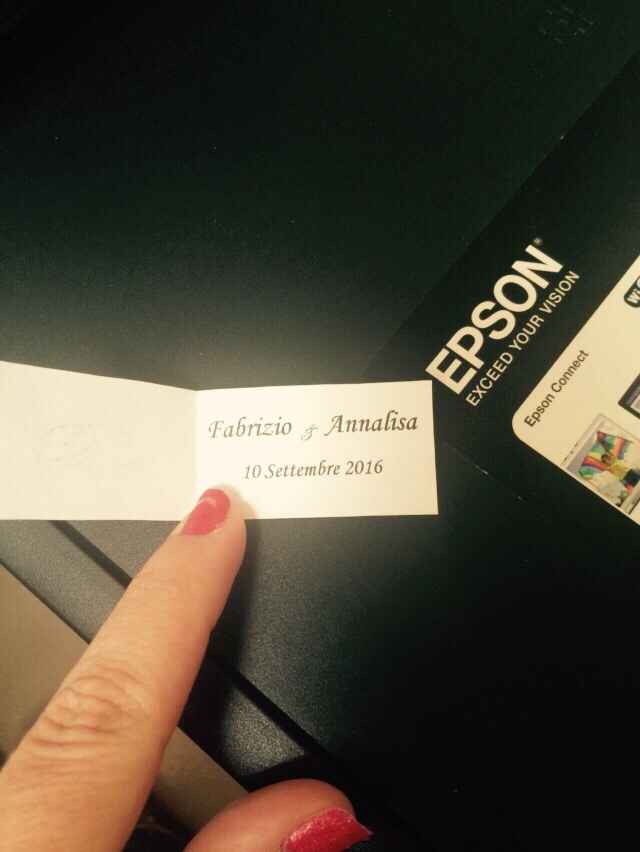 EPSON
EXCEED YOUR VISION
Epson Connect
Fabrizio & Annalisa
10 Settembre 2016